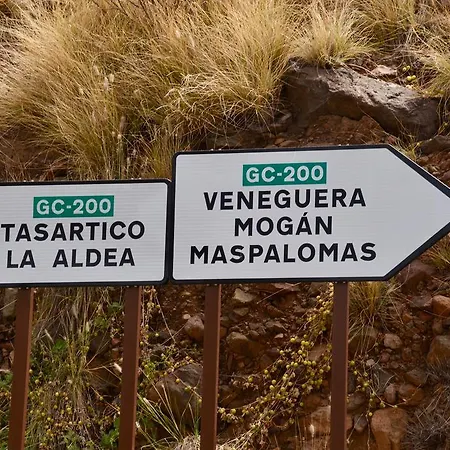 GC-200
TASARTICO
LA ALDEA
GC-200
VENEGUERA
MOGÁN
MASPALOMAS